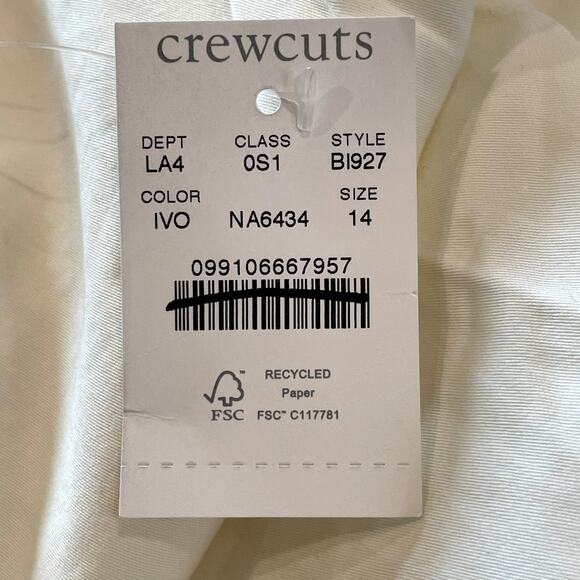 crewcuts
DEPT CLASS STYLE
LA4 0S1 BI927
COLOR SIZE
IVO NA6434 14
099106667957
RECYCLED
Paper
FSC™ C117781
FSC